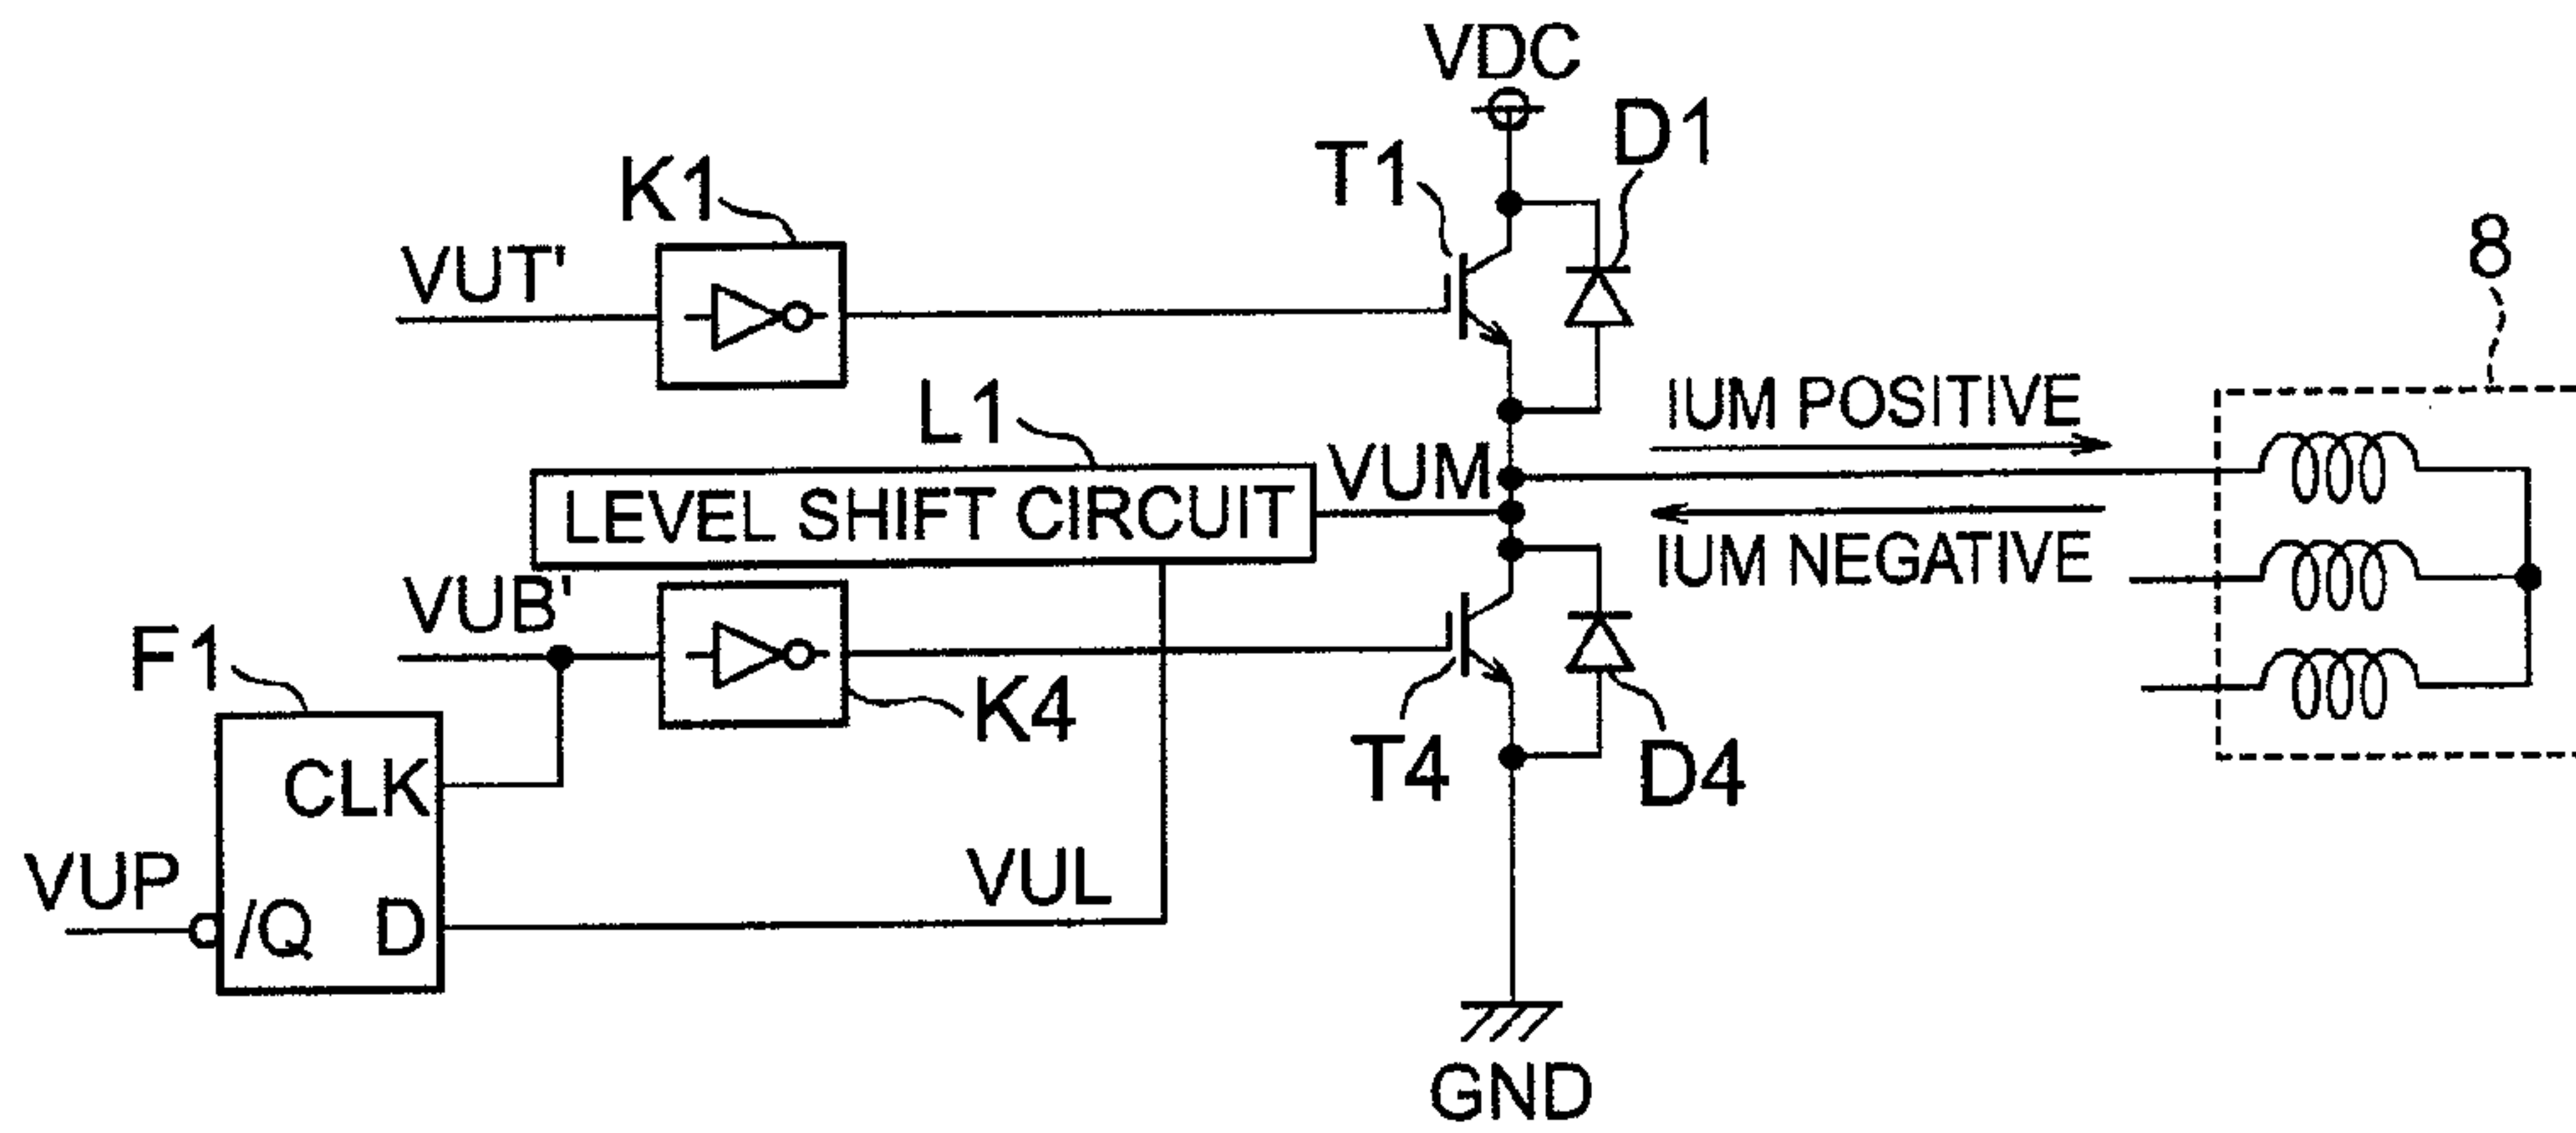 VDC
D1
T1
K1
VUT'
8
L1
IUM POSITIVE
VUM
LEVEL SHIFT CIRCUIT
IUM NEGATIVE
VUB'
F1
K4
T4
D4
CLK
VUL
VUP
/Q D
GND